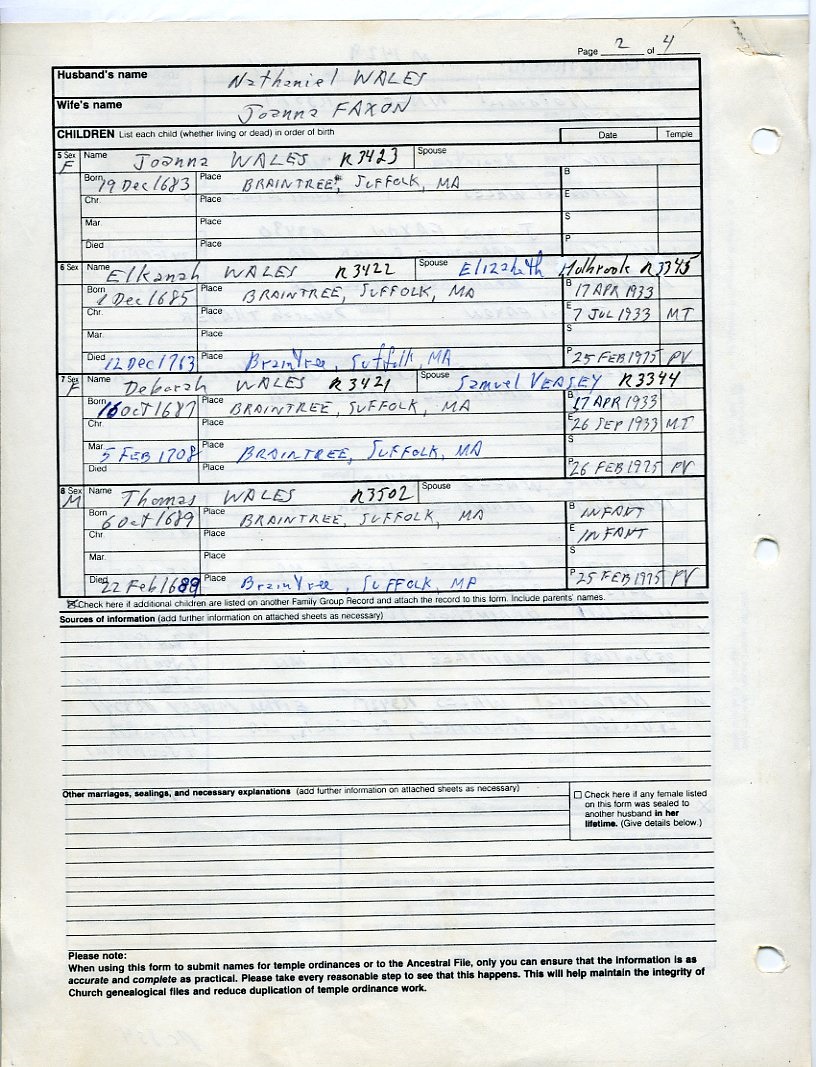 Page 2 of 4
Husband's name Nathaniel WALES
Wife's name Joanna FAXON
CHILDREN List each child (whether living or dead) in order of birth Date Temple
5 Sex F Name Joanna WALES R3423 Spouse
Born 19 Dec 1683 Place BRAINTREE, SUFFOLK, MA B
Chr. Place E
Mar. Place S
Died Place P
6 Sex Name Elkanah WALES R3422 Spouse Elizabeth Holbrook R3345
Born 1 Dec 1685 Place BRAINTREE, SUFFOLK, MA B 17 APR 1933
Chr. Place E 7 JUL 1933 MT
Mar. Place S
Died 12 Dec 1763 Place Braintree, Suffolk, MA P 25 FEB 1975 PV
7 Sex F Name Deborah WALES R3421 Spouse Samuel VEASEY R3344
Born 16 Oct 1687 Place BRAINTREE, SUFFOLK, MA B 17 APR 1933
Chr. Place E 26 SEP 1933 MT
Mar. 5 FEB 1708 Place BRAINTREE, SUFFOLK, MA S
Died Place P 26 FEB 1975 PV
8 Sex M Name Thomas WALES R3502 Spouse
Born 6 Oct 1689 Place BRAINTREE, SUFFOLK, MA B INFANT
Chr. Place E INFANT
Mar. Place S
Died 22 Feb 1689 Place Braintree, SUFFOLK, MA P 25 FEB 1975 PV
☒ Check here if additional children are listed on another Family Group Record and attach the record to this form. Include parents' names.
Sources of information (add further information on attached sheets as necessary)
Other marriages, sealings, and necessary explanations (add further information on attached sheets as necessary)
☐ Check here if any female listed
on this form was sealed to
another husband in her
lifetime. (Give details below.)
Please note:
When using this form to submit names for temple ordinances or to the Ancestral File, only you can ensure that the information is as
accurate and complete as practical. Please take every reasonable step to see that this happens. This will help maintain the integrity of
Church genealogical files and reduce duplication of temple ordinance work.